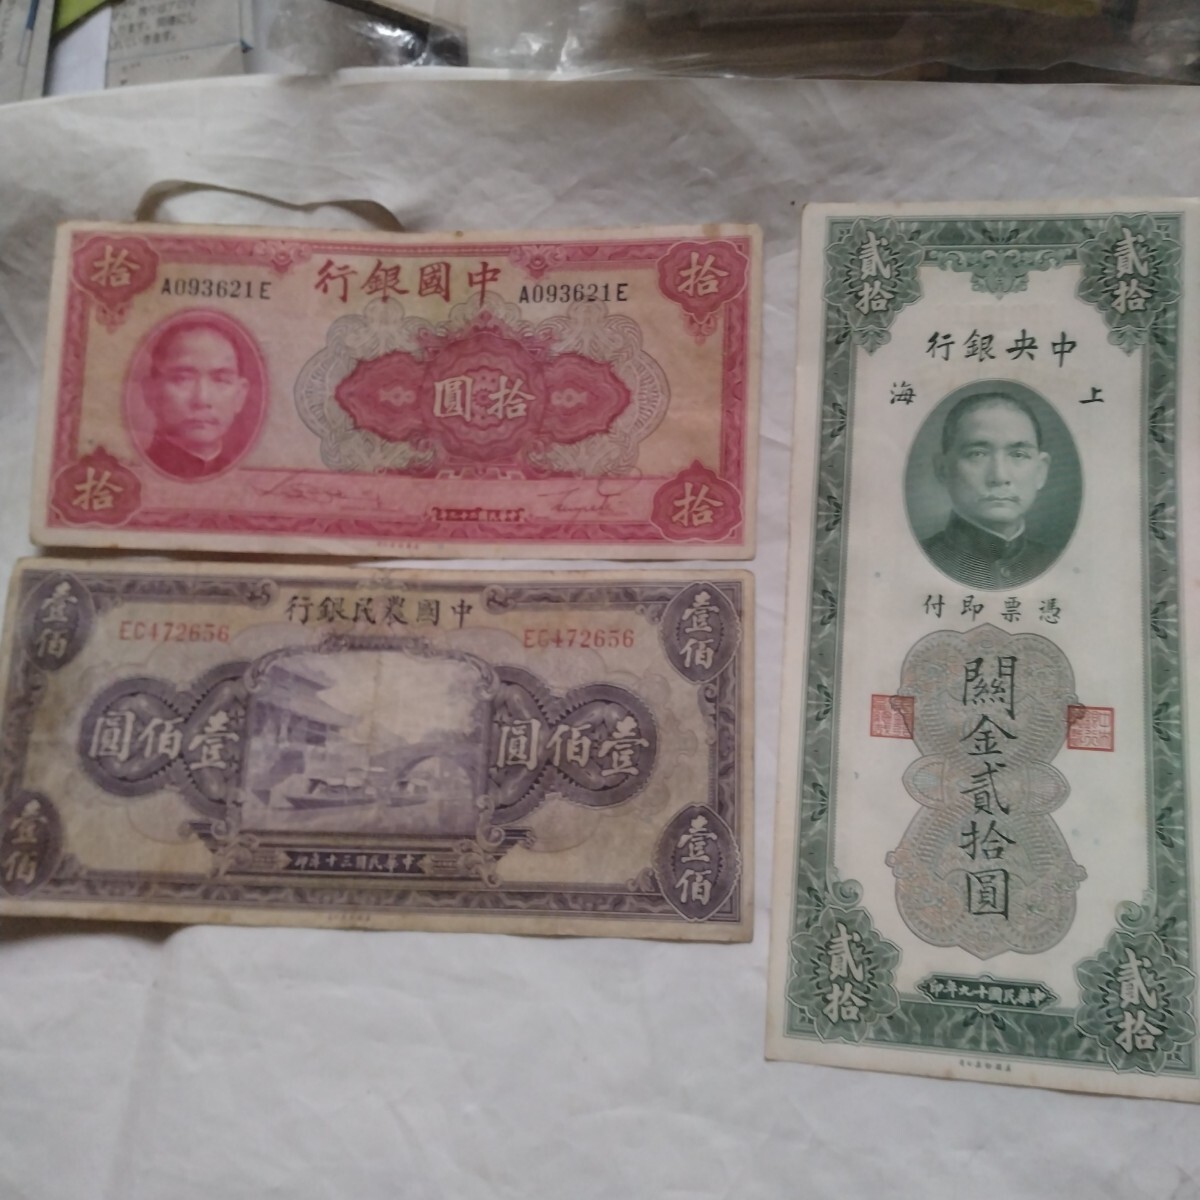 拾 拾
行銀國中
A093621E A093621E
圓拾
拾 拾
壹佰 壹佰
行銀民農國中
EC472656 EC472656
圓佰壹 圓佰壹
印年十三國民華中
壹佰 壹佰
貳拾 貳拾
行銀央中
海 上
付即票憑
關金貳拾圓
印年九十國民華中
貳拾 貳拾